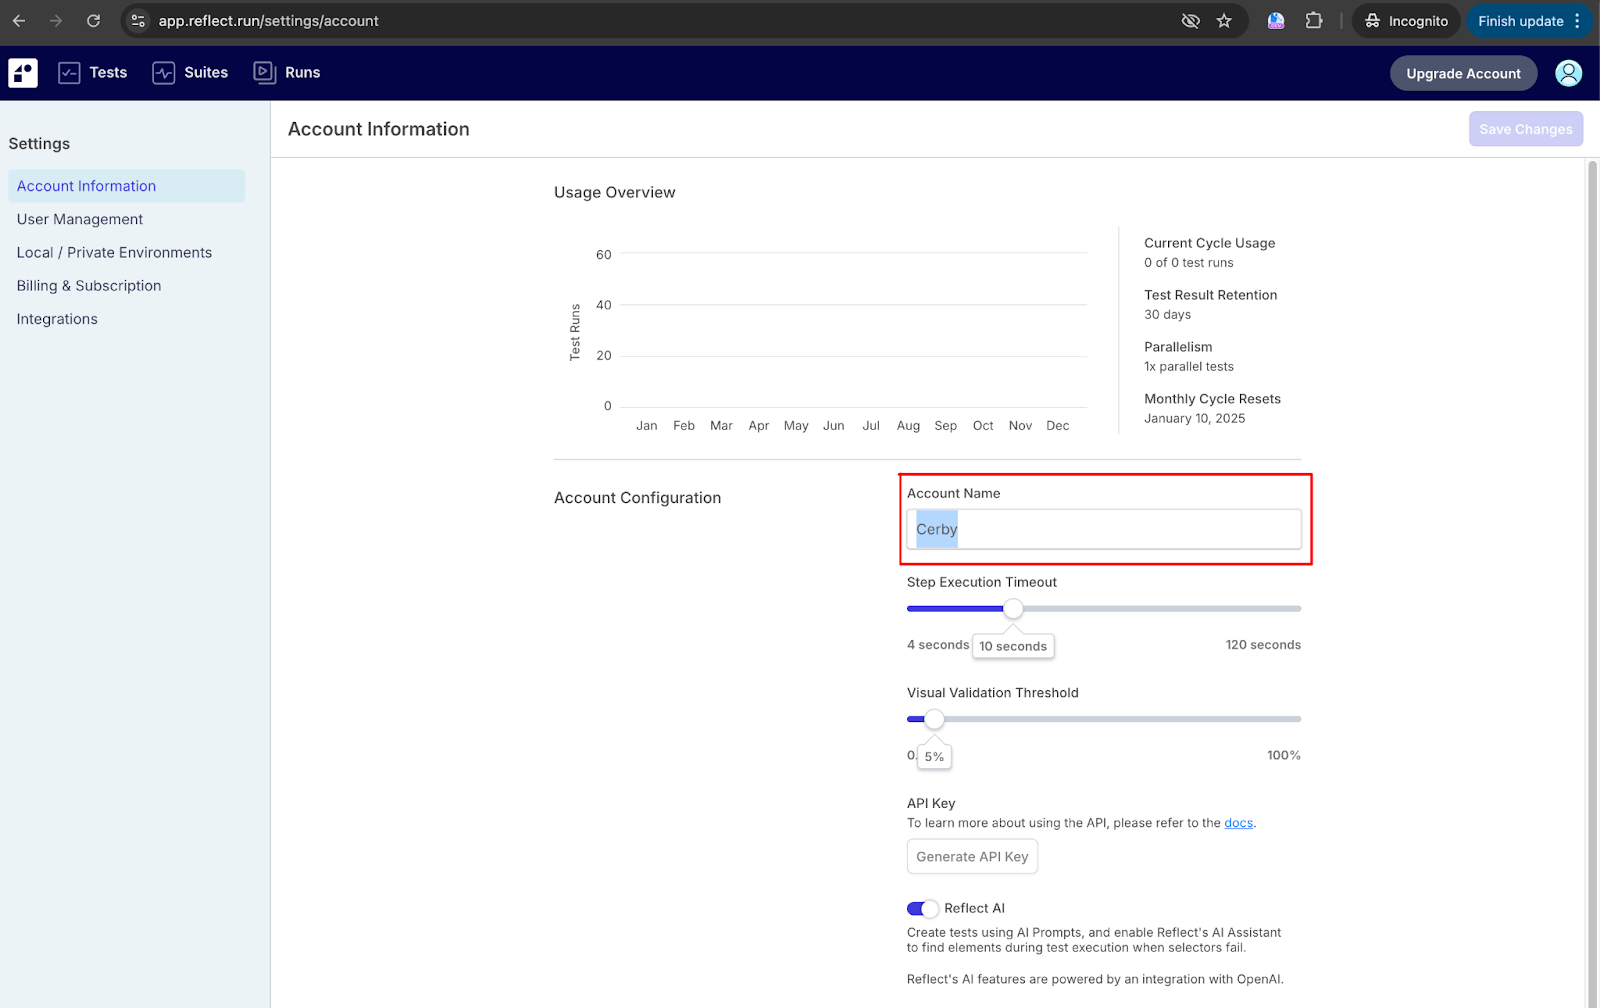 app.reflect.run/settings/account
Incognito
Finish update
Tests
Suites
Runs
Upgrade Account
Settings
Account Information
User Management
Local / Private Environments
Billing & Subscription
Integrations
Account Information
Save Changes
Usage Overview
Test Runs
60
40
20
0
Jan Feb Mar Apr May Jun Jul Aug Sep Oct Nov Dec
Current Cycle Usage
0 of 0 test runs
Test Result Retention
30 days
Parallelism
1x parallel tests
Monthly Cycle Resets
January 10, 2025
Account Configuration
Account Name
Cerby
Step Execution Timeout
4 seconds 10 seconds 120 seconds
Visual Validation Threshold
0. 5% 100%
API Key
To learn more about using the API, please refer to the docs.
Generate API Key
Reflect AI
Create tests using AI Prompts, and enable Reflect's AI Assistant
to find elements during test execution when selectors fail.
Reflect's AI features are powered by an integration with OpenAI.